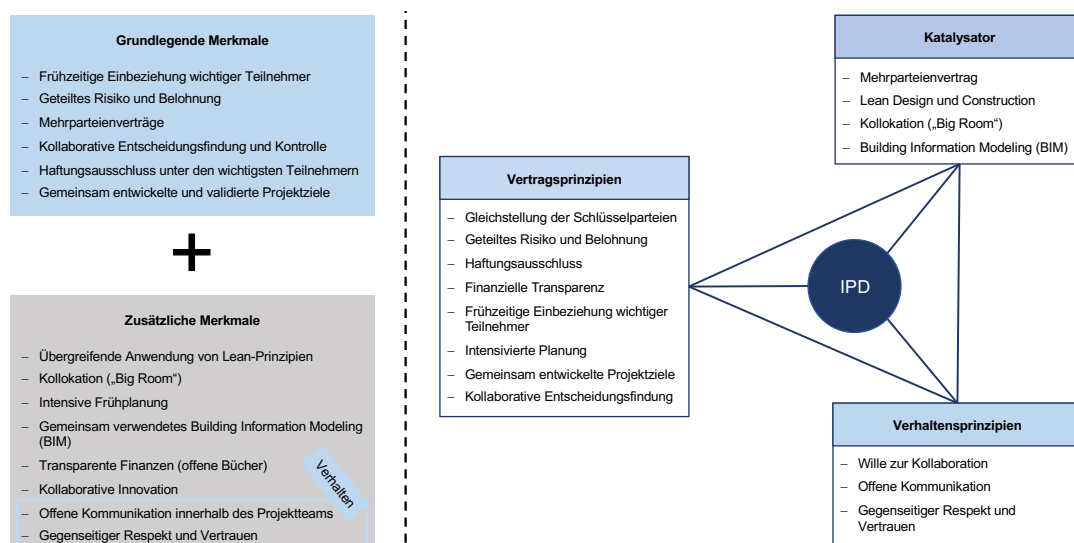 Grundlegende Merkmale
– Frühzeitige Einbeziehung wichtiger Teilnehmer
– Geteiltes Risiko und Belohnung
– Mehrparteienverträge
– Kollaborative Entscheidungsfindung und Kontrolle
– Haftungsausschluss unter den wichtigsten Teilnehmern
– Gemeinsam entwickelte und validierte Projektziele
+
Zusätzliche Merkmale
– Übergreifende Anwendung von Lean-Prinzipien
– Kollokation („Big Room“)
– Intensive Frühplanung
– Gemeinsam verwendetes Building Information Modeling
(BIM)
– Transparente Finanzen (offene Bücher)
– Kollaborative Innovation
Verhalten
– Offene Kommunikation innerhalb des Projektteams
– Gegenseitiger Respekt und Vertrauen
Vertragsprinzipien
– Gleichstellung der Schlüsselparteien
– Geteiltes Risiko und Belohnung
– Haftungsausschluss
– Finanzielle Transparenz
– Frühzeitige Einbeziehung wichtiger
Teilnehmer
– Intensivierte Planung
– Gemeinsam entwickelte Projektziele
– Kollaborative Entscheidungsfindung
Katalysator
– Mehrparteienvertrag
– Lean Design und Construction
– Kollokation („Big Room“)
– Building Information Modeling (BIM)
IPD
Verhaltensprinzipien
– Wille zur Kollaboration
– Offene Kommunikation
– Gegenseitiger Respekt und
Vertrauen